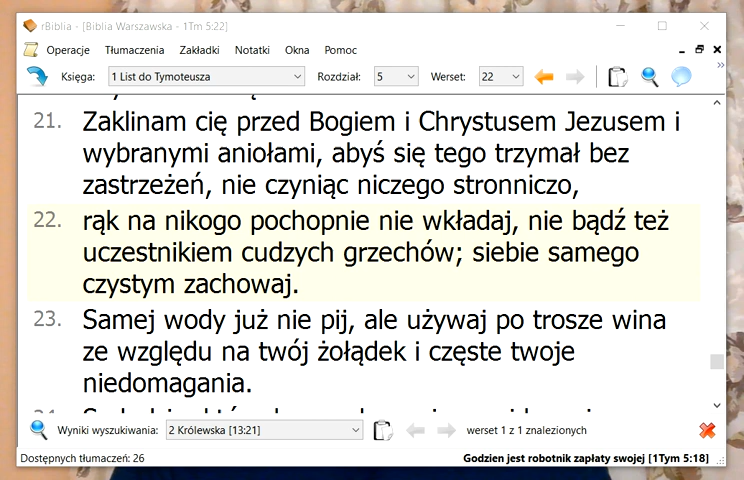 rBiblia - [Biblia Warszawska - 1Tm 5:22]
Operacje Tłumaczenia Zakładki Notatki Okna Pomoc
Księga: 1 List do Tymoteusza Rozdział: 5 Werset: 22
21. Zaklinam cię przed Bogiem i Chrystusem Jezusem i
wybranymi aniołami, abyś się tego trzymał bez
zastrzeżeń, nie czyniąc niczego stronniczo,
22. rąk na nikogo pochopnie nie wkładaj, nie bądź też
uczestnikiem cudzych grzechów; siebie samego
czystym zachowaj.
23. Samej wody już nie pij, ale używaj po trosze wina
ze względu na twój żołądek i częste twoje
niedomagania.
Wyniki wyszukiwania: 2 Królewska [13:21] werset 1 z 1 znalezionych
Dostępnych tłumaczeń: 26 Godzien jest robotnik zapłaty swojej [1Tym 5:18]